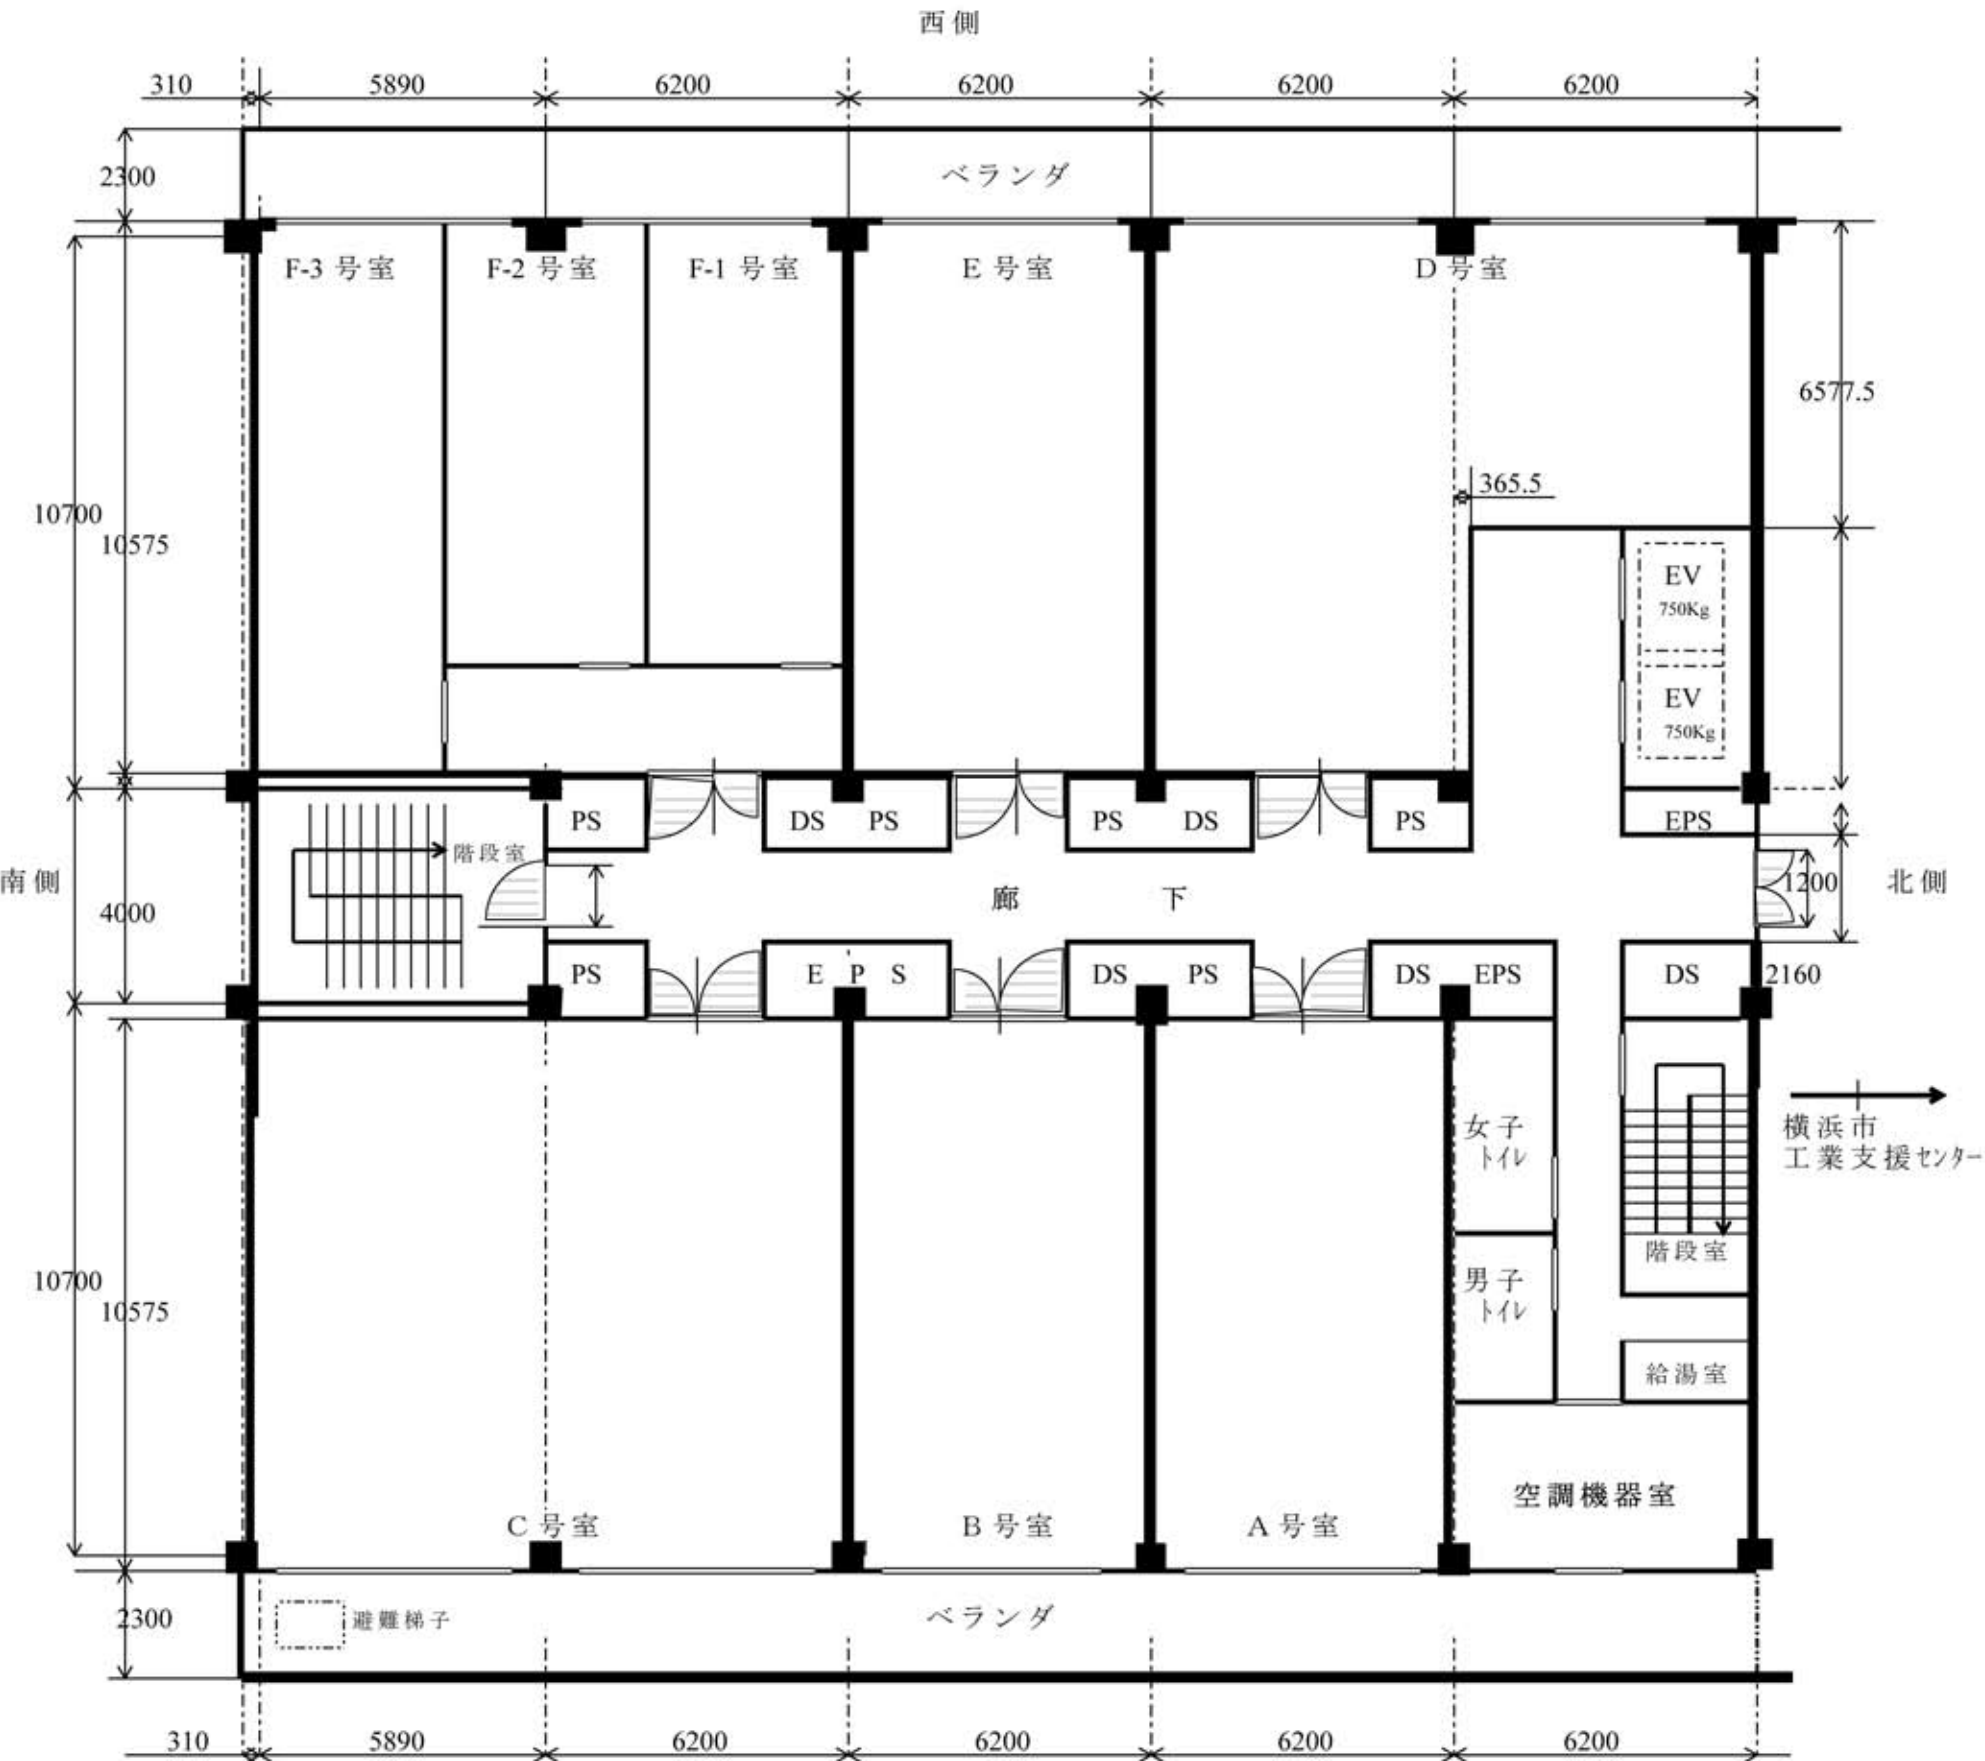 西側
310 5890 6200 6200 6200 6200
2300
ベランダ
F-3 号室 F-2 号室 F-1 号室 E 号室 D 号室
6577.5
365.5
10700
10575
EV
750Kg
EV
750Kg
PS DS PS PS DS PS EPS
階段室
南側
4000
廊下
1200
北側
PS E P S DS PS DS EPS DS 2160
女子
トイレ
横浜市
工業支援センター
階段室
男子
トイレ
10700
10575
給湯室
空調機器室
C 号室 B 号室 A 号室
2300
避難梯子
ベランダ
310 5890 6200 6200 6200 6200